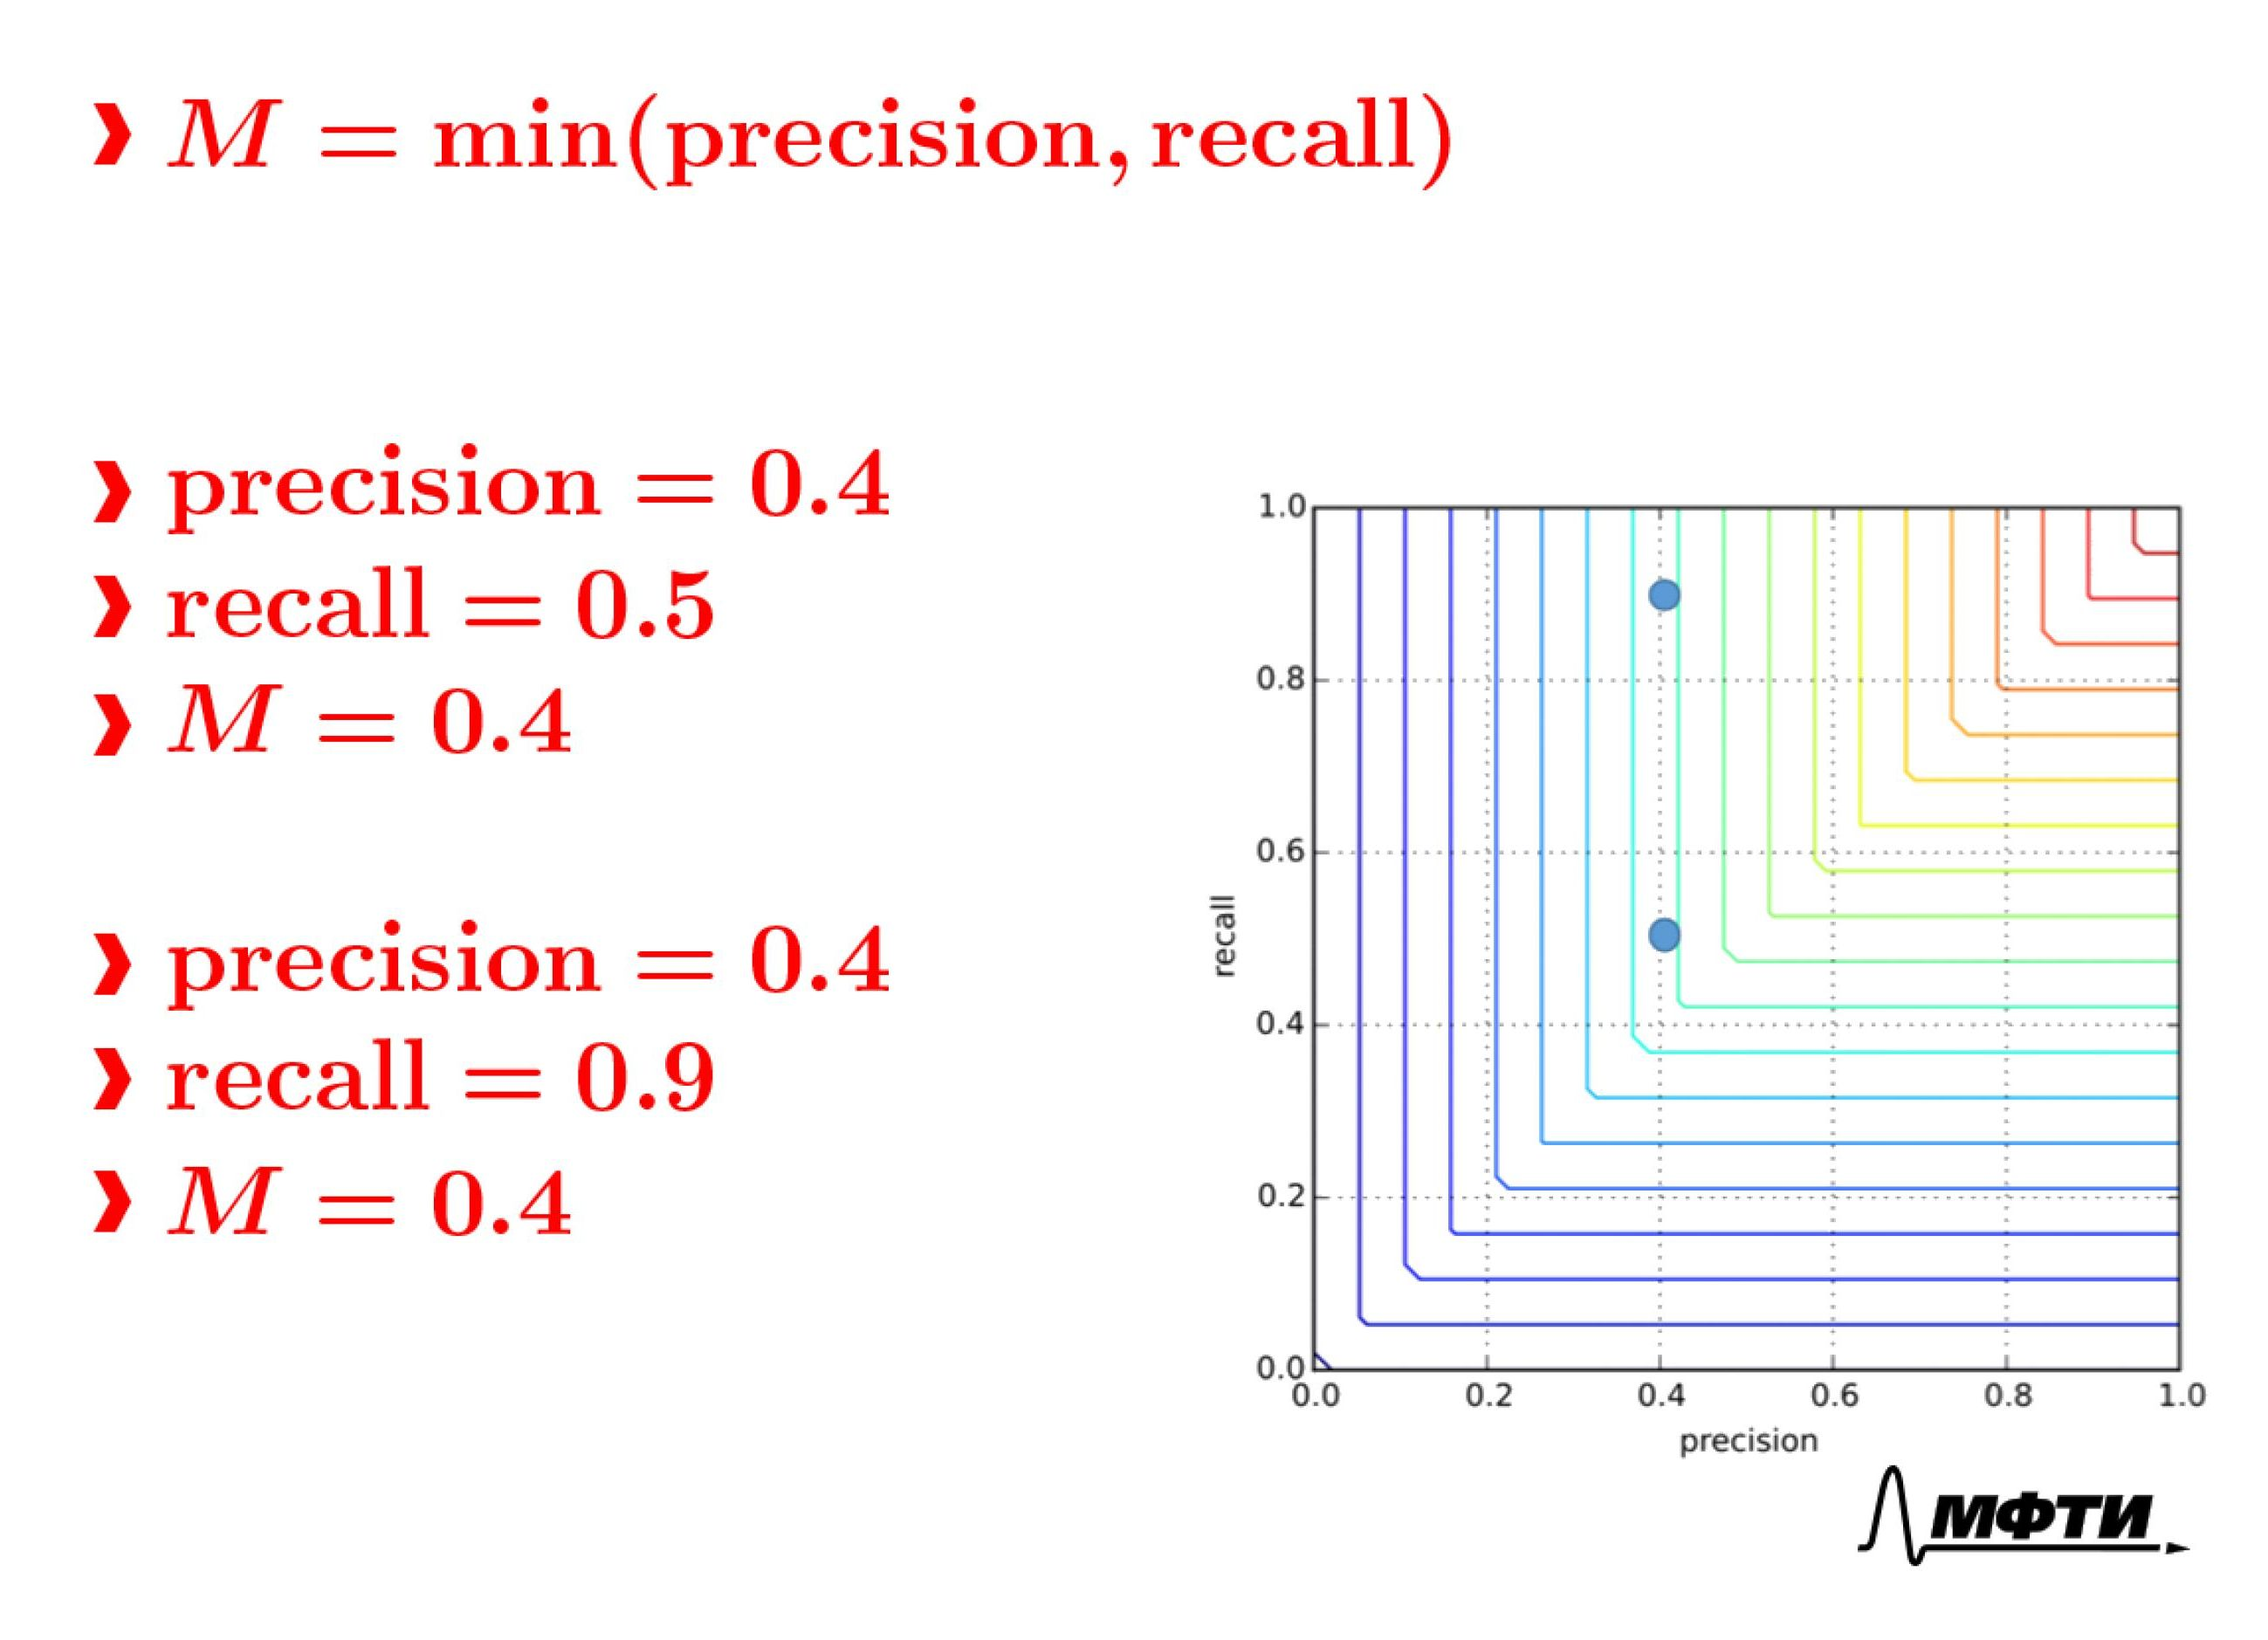 ❱ M = min(precision, recall)
❱ precision = 0.4
❱ recall = 0.5
❱ M = 0.4
❱ precision = 0.4
❱ recall = 0.9
❱ M = 0.4
1.0
0.8
0.6
0.4
0.2
0.0
recall
0.0 0.2 0.4 0.6 0.8 1.0
precision
МФТИ